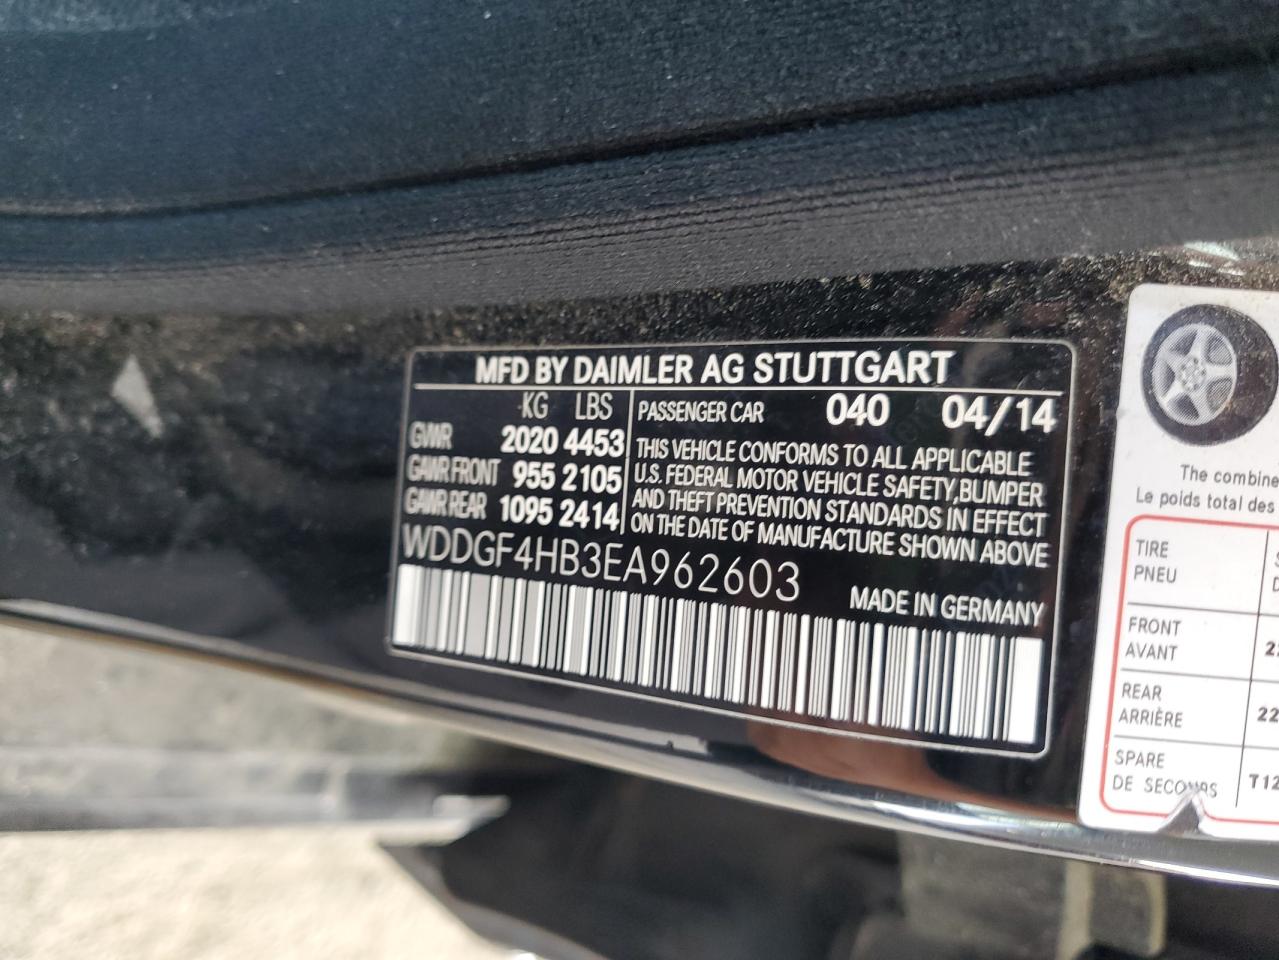 MFD BY DAIMLER AG STUTTGART
KG LBS
GVWR 2020 4453
GAWR FRONT 955 2105
GAWR REAR 1095 2414
PASSENGER CAR 040 04/14
THIS VEHICLE CONFORMS TO ALL APPLICABLE
U.S. FEDERAL MOTOR VEHICLE SAFETY,BUMPER
AND THEFT PREVENTION STANDARDS IN EFFECT
ON THE DATE OF MANUFACTURE SHOWN ABOVE
WDDGF4HB3EA962603
MADE IN GERMANY
The combine
Le poids total des
TIRE
PNEU
FRONT
AVANT
REAR
ARRIÈRE
22
SPARE
DE SECOURS
T12